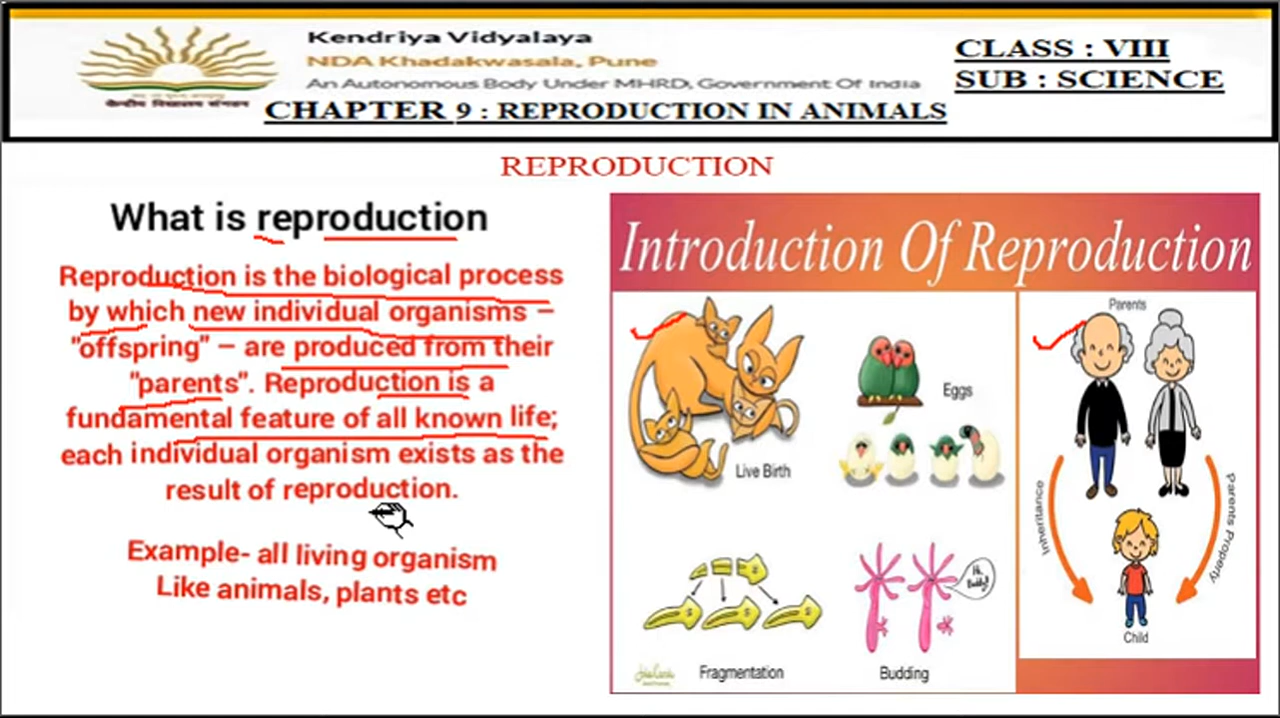 Kendriya Vidyalaya
NDA Khadakwasala, Pune
An Autonomous Body Under MHRD, Government Of India
केन्द्रीय विद्यालय संगठन
CLASS : VIII
SUB : SCIENCE
CHAPTER 9 : REPRODUCTION IN ANIMALS
REPRODUCTION
What is reproduction
Reproduction is the biological process
by which new individual organisms –
"offspring" – are produced from their
"parents". Reproduction is a
fundamental feature of all known life;
each individual organism exists as the
result of reproduction.
Example- all living organism
Like animals, plants etc
Introduction Of Reproduction
Live Birth
Eggs
Fragmentation
Hi,
Buddy!
Budding
Parents
Inheritance
Parents Property
Child